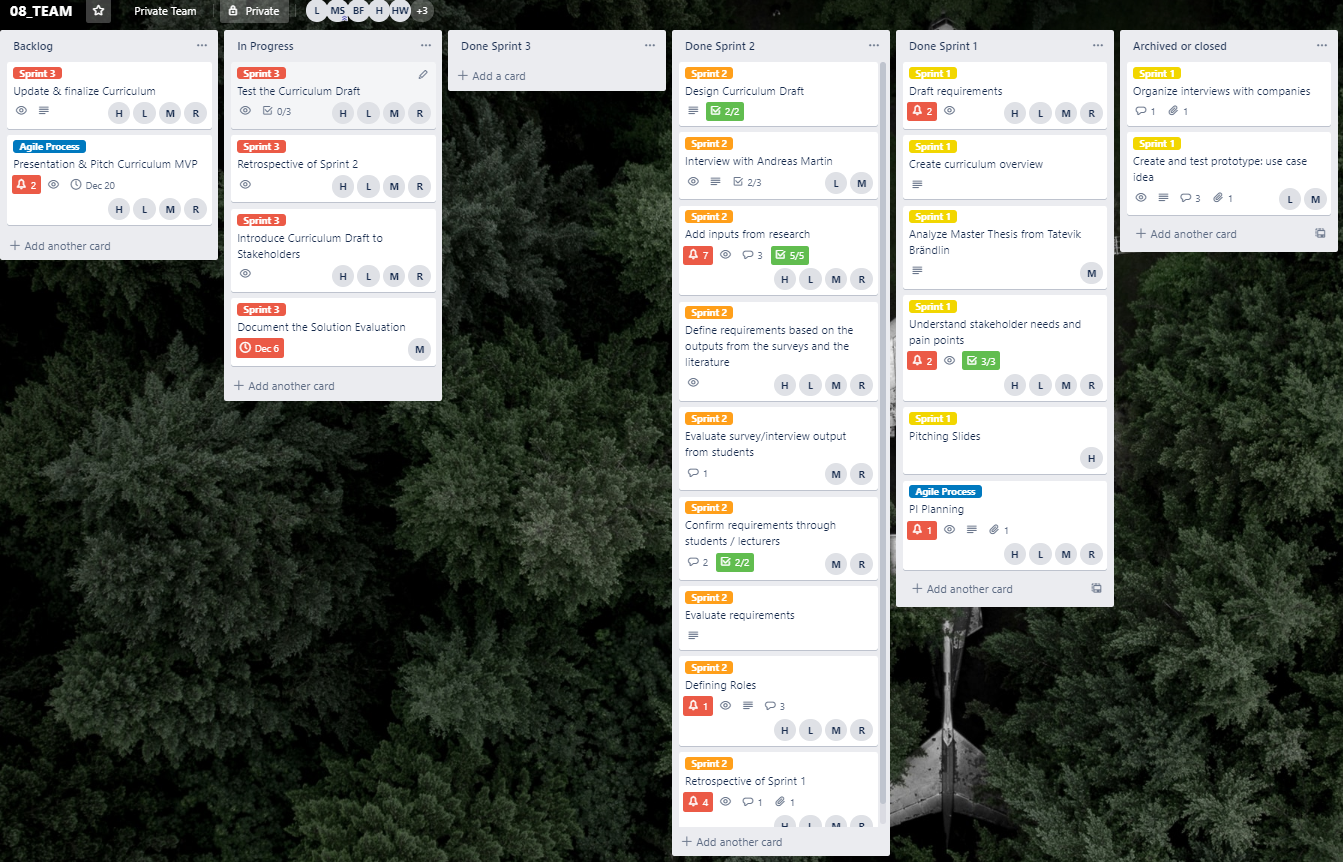 08_TEAM Private Team Private L MS BF H HW +3
Backlog
Sprint 3
Update & finalize Curriculum
H L M R
Agile Process
Presentation & Pitch Curriculum MVP
2 Dec 20
H L M R
+ Add another card
In Progress
Sprint 3
Test the Curriculum Draft
0/3 H L M R
Sprint 3
Retrospective of Sprint 2
H L M R
Sprint 3
Introduce Curriculum Draft to
Stakeholders
H L M R
Sprint 3
Document the Solution Evaluation
Dec 6 M
+ Add another card
Done Sprint 3
+ Add a card
Done Sprint 2
Sprint 2
Design Curriculum Draft
2/2
Sprint 2
Interview with Andreas Martin
2/3 L M
Sprint 2
Add inputs from research
7 3 5/5
H L M R
Sprint 2
Define requirements based on the
outputs from the surveys and the
literature
H L M R
Sprint 2
Evaluate survey/interview output
from students
1 M R
Sprint 2
Confirm requirements through
students / lecturers
2 2/2 M R
Sprint 2
Evaluate requirements
Sprint 2
Defining Roles
1 3
H L M R
Sprint 2
Retrospective of Sprint 1
4 1 1
H L M R
+ Add another card
Done Sprint 1
Sprint 1
Draft requirements
2 H L M R
Sprint 1
Create curriculum overview
Sprint 1
Analyze Master Thesis from Tatevik
Brändlin
M
Sprint 1
Understand stakeholder needs and
pain points
2 3/3
H L M R
Sprint 1
Pitching Slides
H
Agile Process
PI Planning
1 1
H L M R
+ Add another card
Archived or closed
Sprint 1
Organize interviews with companies
1 1
Sprint 1
Create and test prototype: use case
idea
3 1 L M
+ Add another card